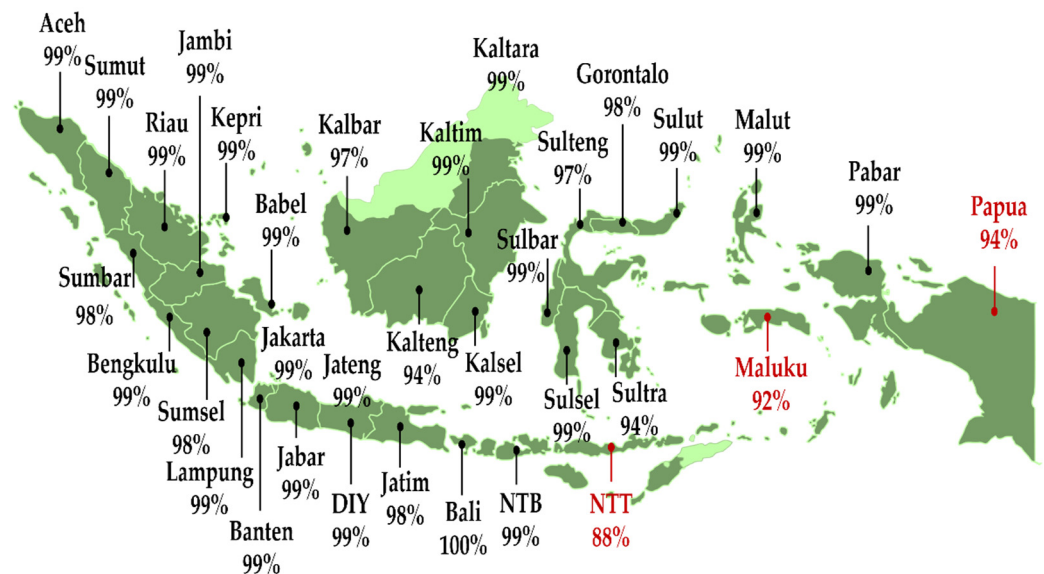 Aceh
99%
Sumut
99%
Jambi
99%
Riau
99%
Kepri
99%
Babel
99%
Kalbar
97%
Kaltim
99%
Kaltara
99%
Sulteng
97%
Gorontalo
98%
Sulut
99%
Malut
99%
Pabar
99%
Papua
94%
Sumbar
98%
Bengkulu
99%
Sumsel
98%
Lampung
99%
Banten
99%
Jakarta
99%
Jabar
99%
Jateng
99%
DIY
99%
Jatim
98%
Bali
100%
NTB
99%
Kalteng
94%
Kalsel
99%
Sulbar
99%
Sulsel
99%
Sultra
94%
NTT
88%
Maluku
92%